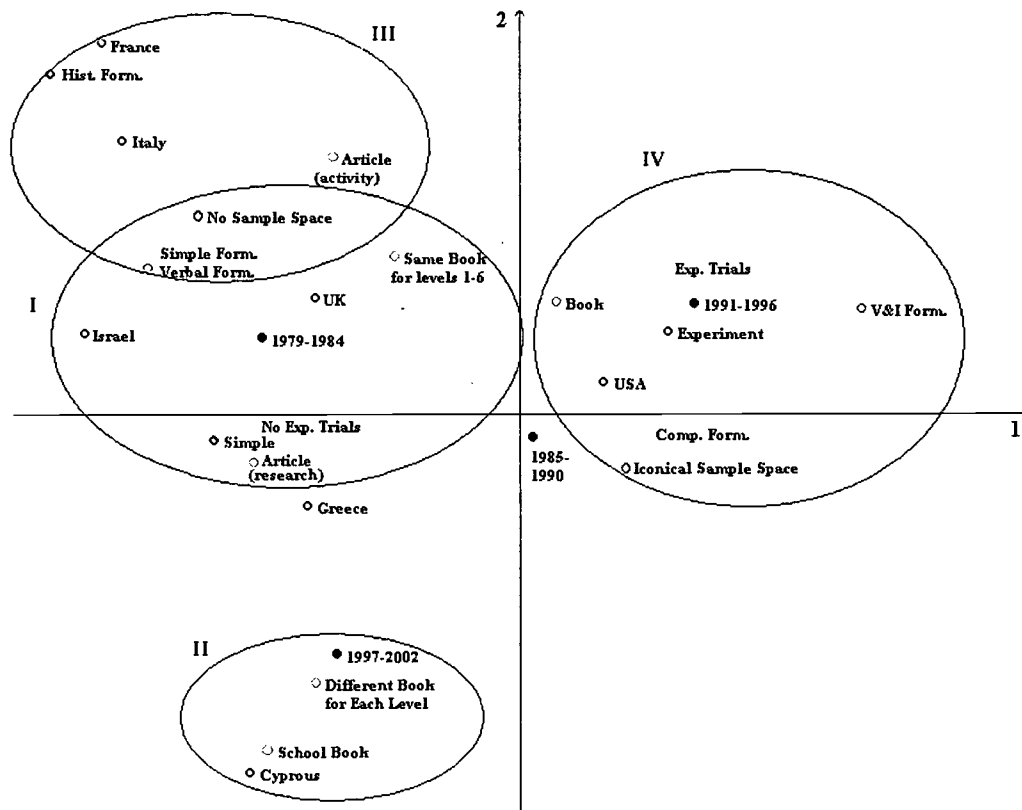 2
III
France
Hist. Form.
Italy
Article
(activity)
IV
No Sample Space
Simple Form.
Verbal Form.
Same Book
for levels 1-6
Exp. Trials
I
UK
Book
1991-1996
V&I Form.
Israel
1979-1984
Experiment
USA
No Exp. Trials
1
Simple
Comp. Form.
Article
(research)
1985-
1990
Iconical Sample Space
Greece
II
1997-2002
Different Book
for Each Level
School Book
Cyprous